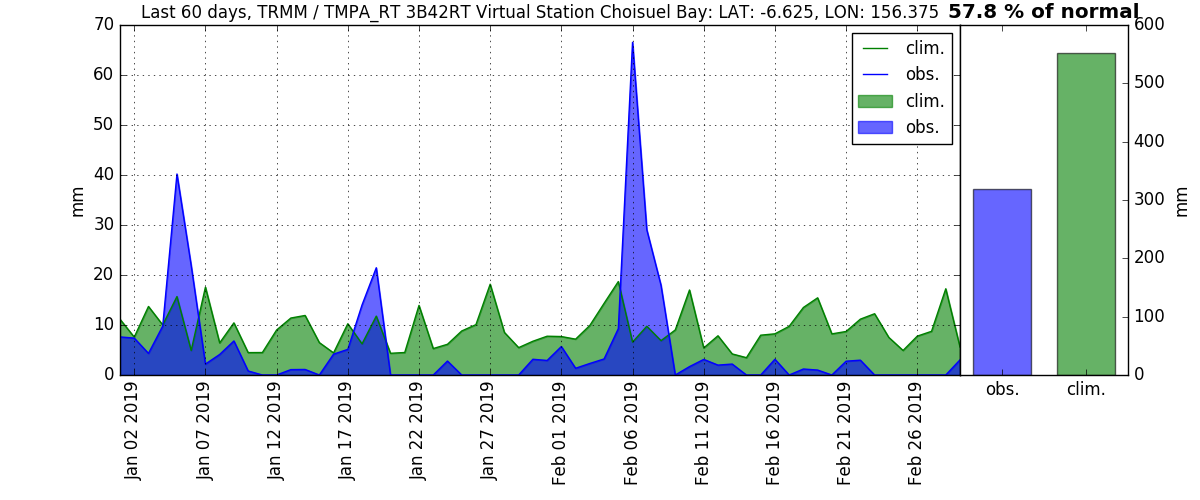 Last 60 days, TRMM / TMPA_RT 3B42RT Virtual Station Choisuel Bay: LAT: -6.625, LON: 156.375 57.8 % of normal
70
60
50
40
30
20
10
0
mm
clim.
obs.
clim.
obs.
Jan 02 2019
Jan 07 2019
Jan 12 2019
Jan 17 2019
Jan 22 2019
Jan 27 2019
Feb 01 2019
Feb 06 2019
Feb 11 2019
Feb 16 2019
Feb 21 2019
Feb 26 2019
600
500
400
300
200
100
0
mm
obs.
clim.